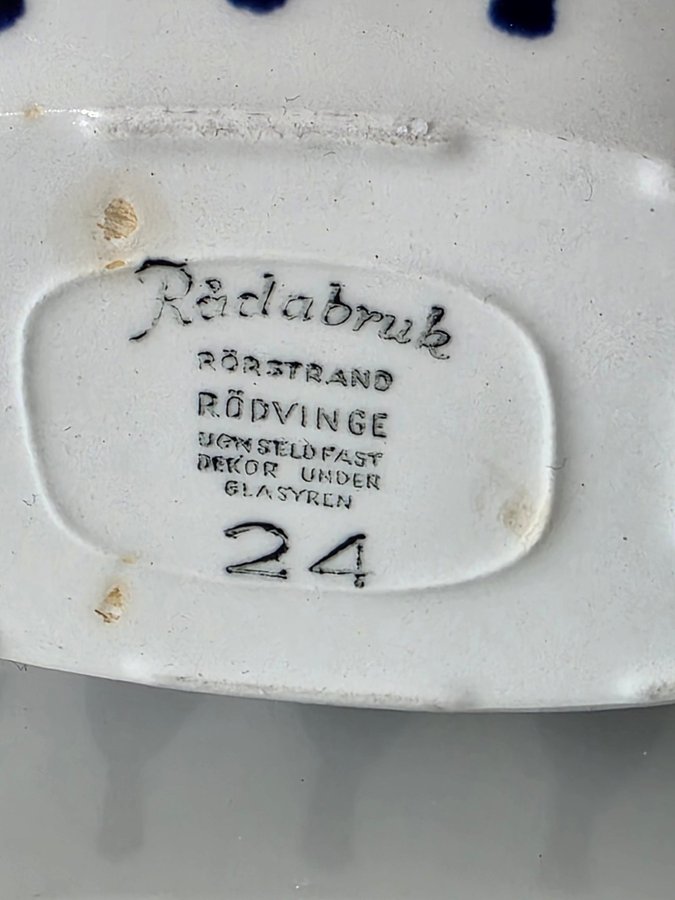 Rådabruk
RÖRSTRAND
RÖDVINGE
UGNSELDFAST
DEKOR UNDER
GLASYREN
24